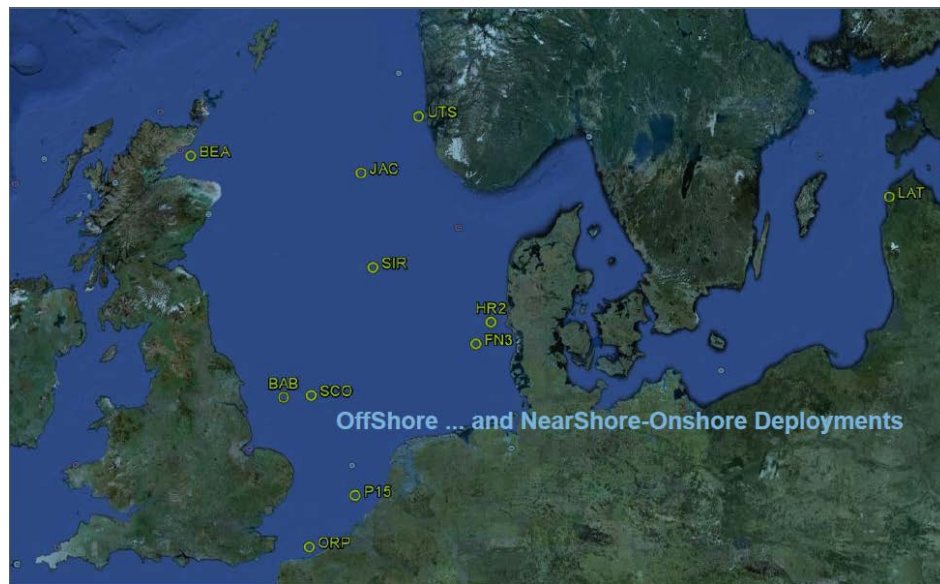 UTS
BEA
JAC
LAT
SIR
HR2
FN3
BAB
SCO
OffShore ... and NearShore-Onshore Deployments
P15
ORP